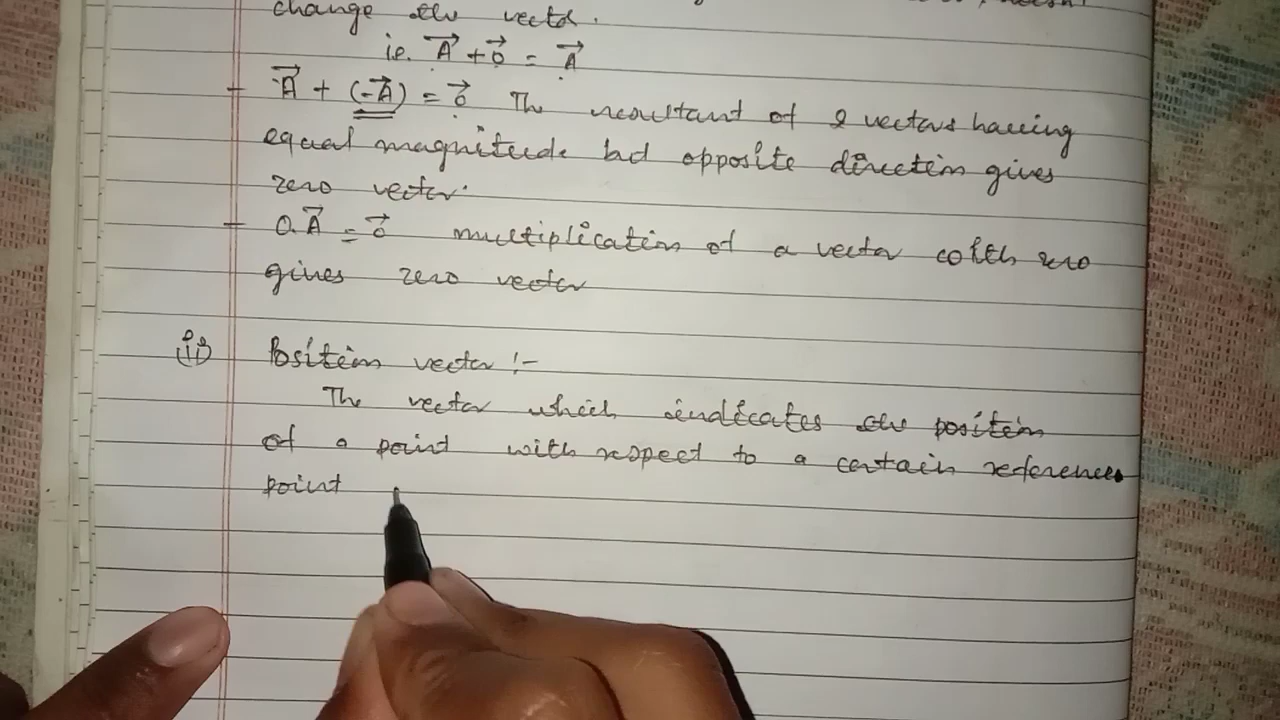 change the vector.
i.e. A⃗ + 0⃗ = A⃗
- A⃗ + (-A⃗) = 0⃗ The resultant of 2 vectors having
equal magnitude but opposite direction gives
zero vector.
- 0.A⃗ = 0⃗ multiplication of a vector with zero
gives zero vector
(ii) Position vector :-
The vector which indicates the position
of a point with respect to a certain reference
point